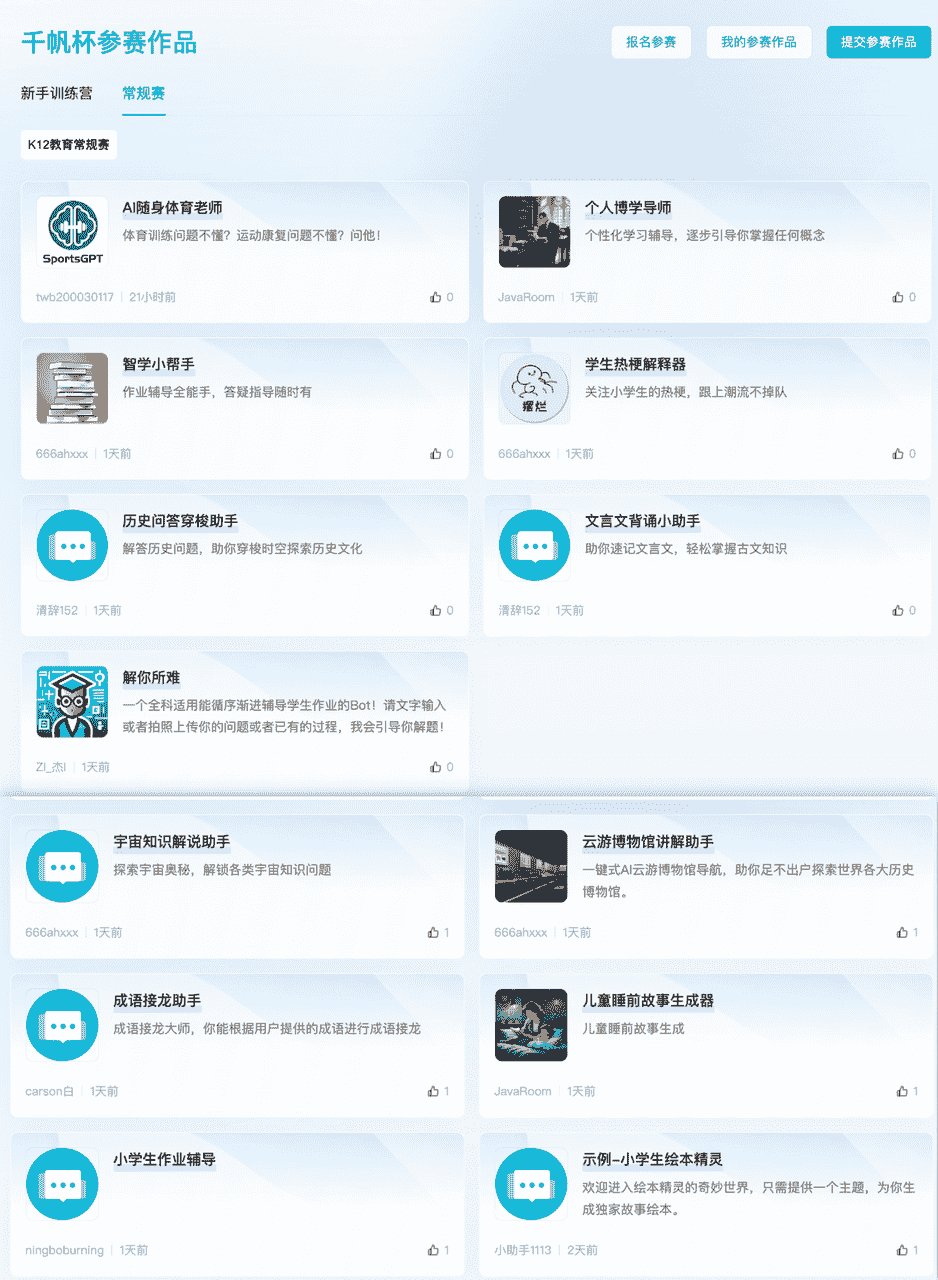 千帆杯参赛作品
报名参赛
我的参赛作品
提交参赛作品
新手训练营
常规赛
K12教育常规赛
SportsGPT
AI随身体育老师
体育训练问题不懂？运动康复问题不懂？问他！
twb200030117 | 21小时前
0
个人博学导师
个性化学习辅导，逐步引导你掌握任何概念
JavaRoom | 1天前
0
智学小帮手
作业辅导全能手，答疑指导随时有
666ahxxx | 1天前
0
摆烂
学生热梗解释器
关注小学生的热梗，跟上潮流不掉队
666ahxxx | 1天前
0
历史问答穿梭助手
解答历史问题，助你穿梭时空探索历史文化
清辞152 | 1天前
0
文言文背诵小助手
助你速记文言文，轻松掌握古文知识
清辞152 | 1天前
0
解你所难
一个全科适用能循序渐进辅导学生作业的Bot！请文字输入
或者拍照上传你的问题或者已有的过程，我会引导你解题！
ZI_杰I | 1天前
0
宇宙知识解说助手
探索宇宙奥秘，解锁各类宇宙知识问题
666ahxxx | 1天前
1
云游博物馆讲解助手
一键式AI云游博物馆导航，助你足不出户探索世界各大历史
博物馆。
666ahxxx | 1天前
1
成语接龙助手
成语接龙大师，你能根据用户提供的成语进行成语接龙
carson白 | 1天前
1
儿童睡前故事生成器
儿童睡前故事生成
JavaRoom | 1天前
1
小学生作业辅导
ningboburning | 1天前
1
示例-小学生绘本精灵
欢迎进入绘本精灵的奇妙世界，只需提供一个主题，为你生
成独家故事绘本。
小助手1113 | 2天前
1